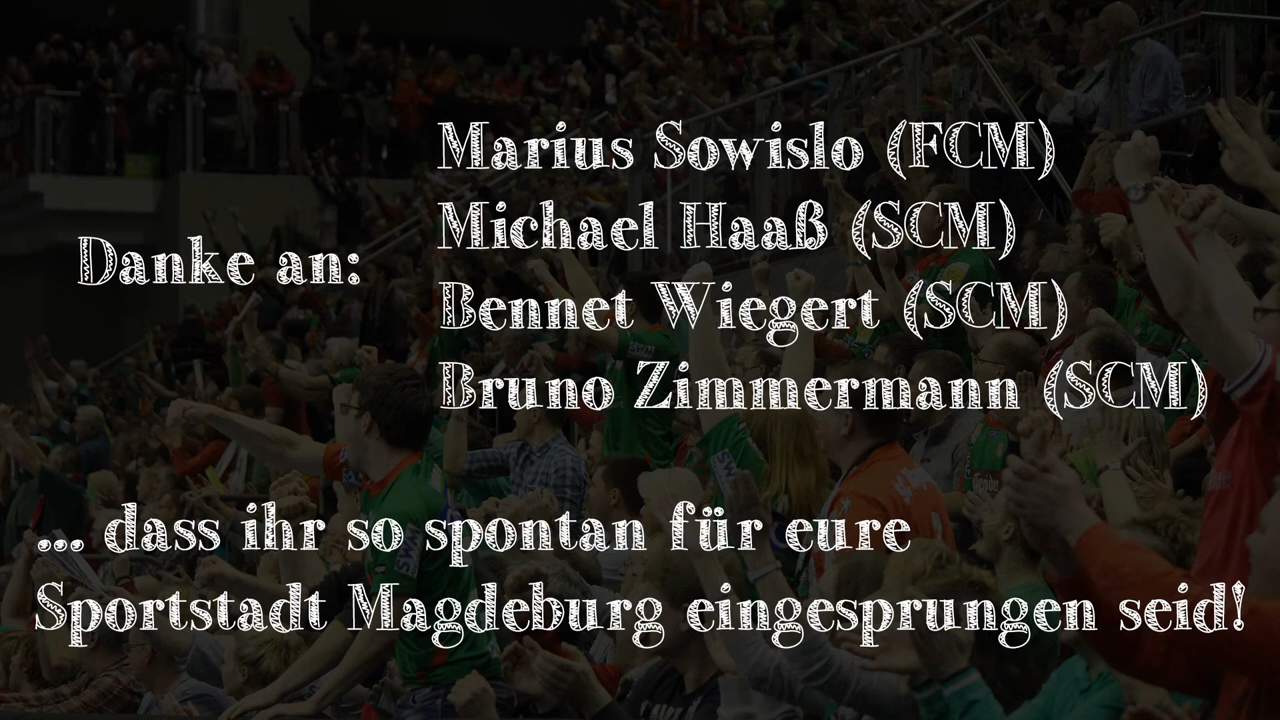 Danke an:
Marius Sowislo (FCM)
Michael Haaß (SCM)
Bennet Wiegert (SCM)
Bruno Zimmermann (SCM)
... dass ihr so spontan für eure
Sportstadt Magdeburg eingesprungen seid!